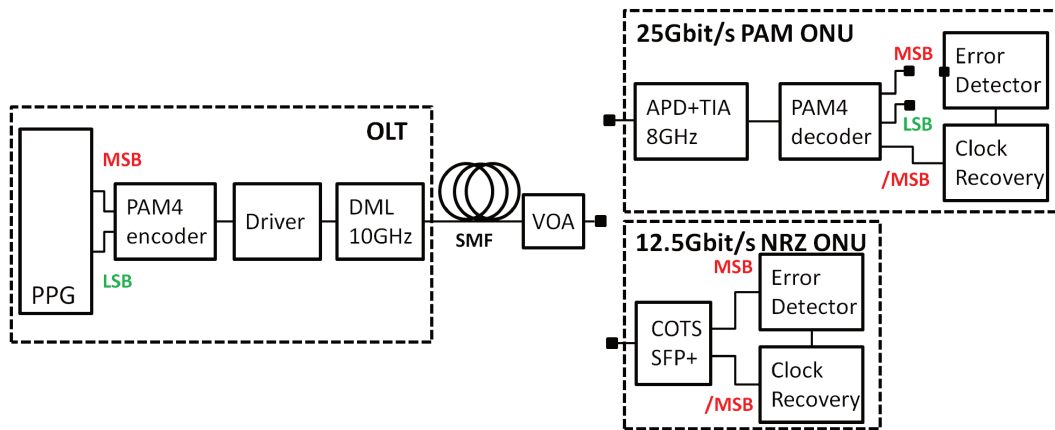 OLT
PPG
MSB
LSB
PAM4
encoder
Driver
DML
10GHz
SMF
VOA
25Gbit/s PAM ONU
APD+TIA
8GHz
PAM4
decoder
MSB
LSB
/MSB
Error
Detector
Clock
Recovery
12.5Gbit/s NRZ ONU
COTS
SFP+
MSB
/MSB
Error
Detector
Clock
Recovery